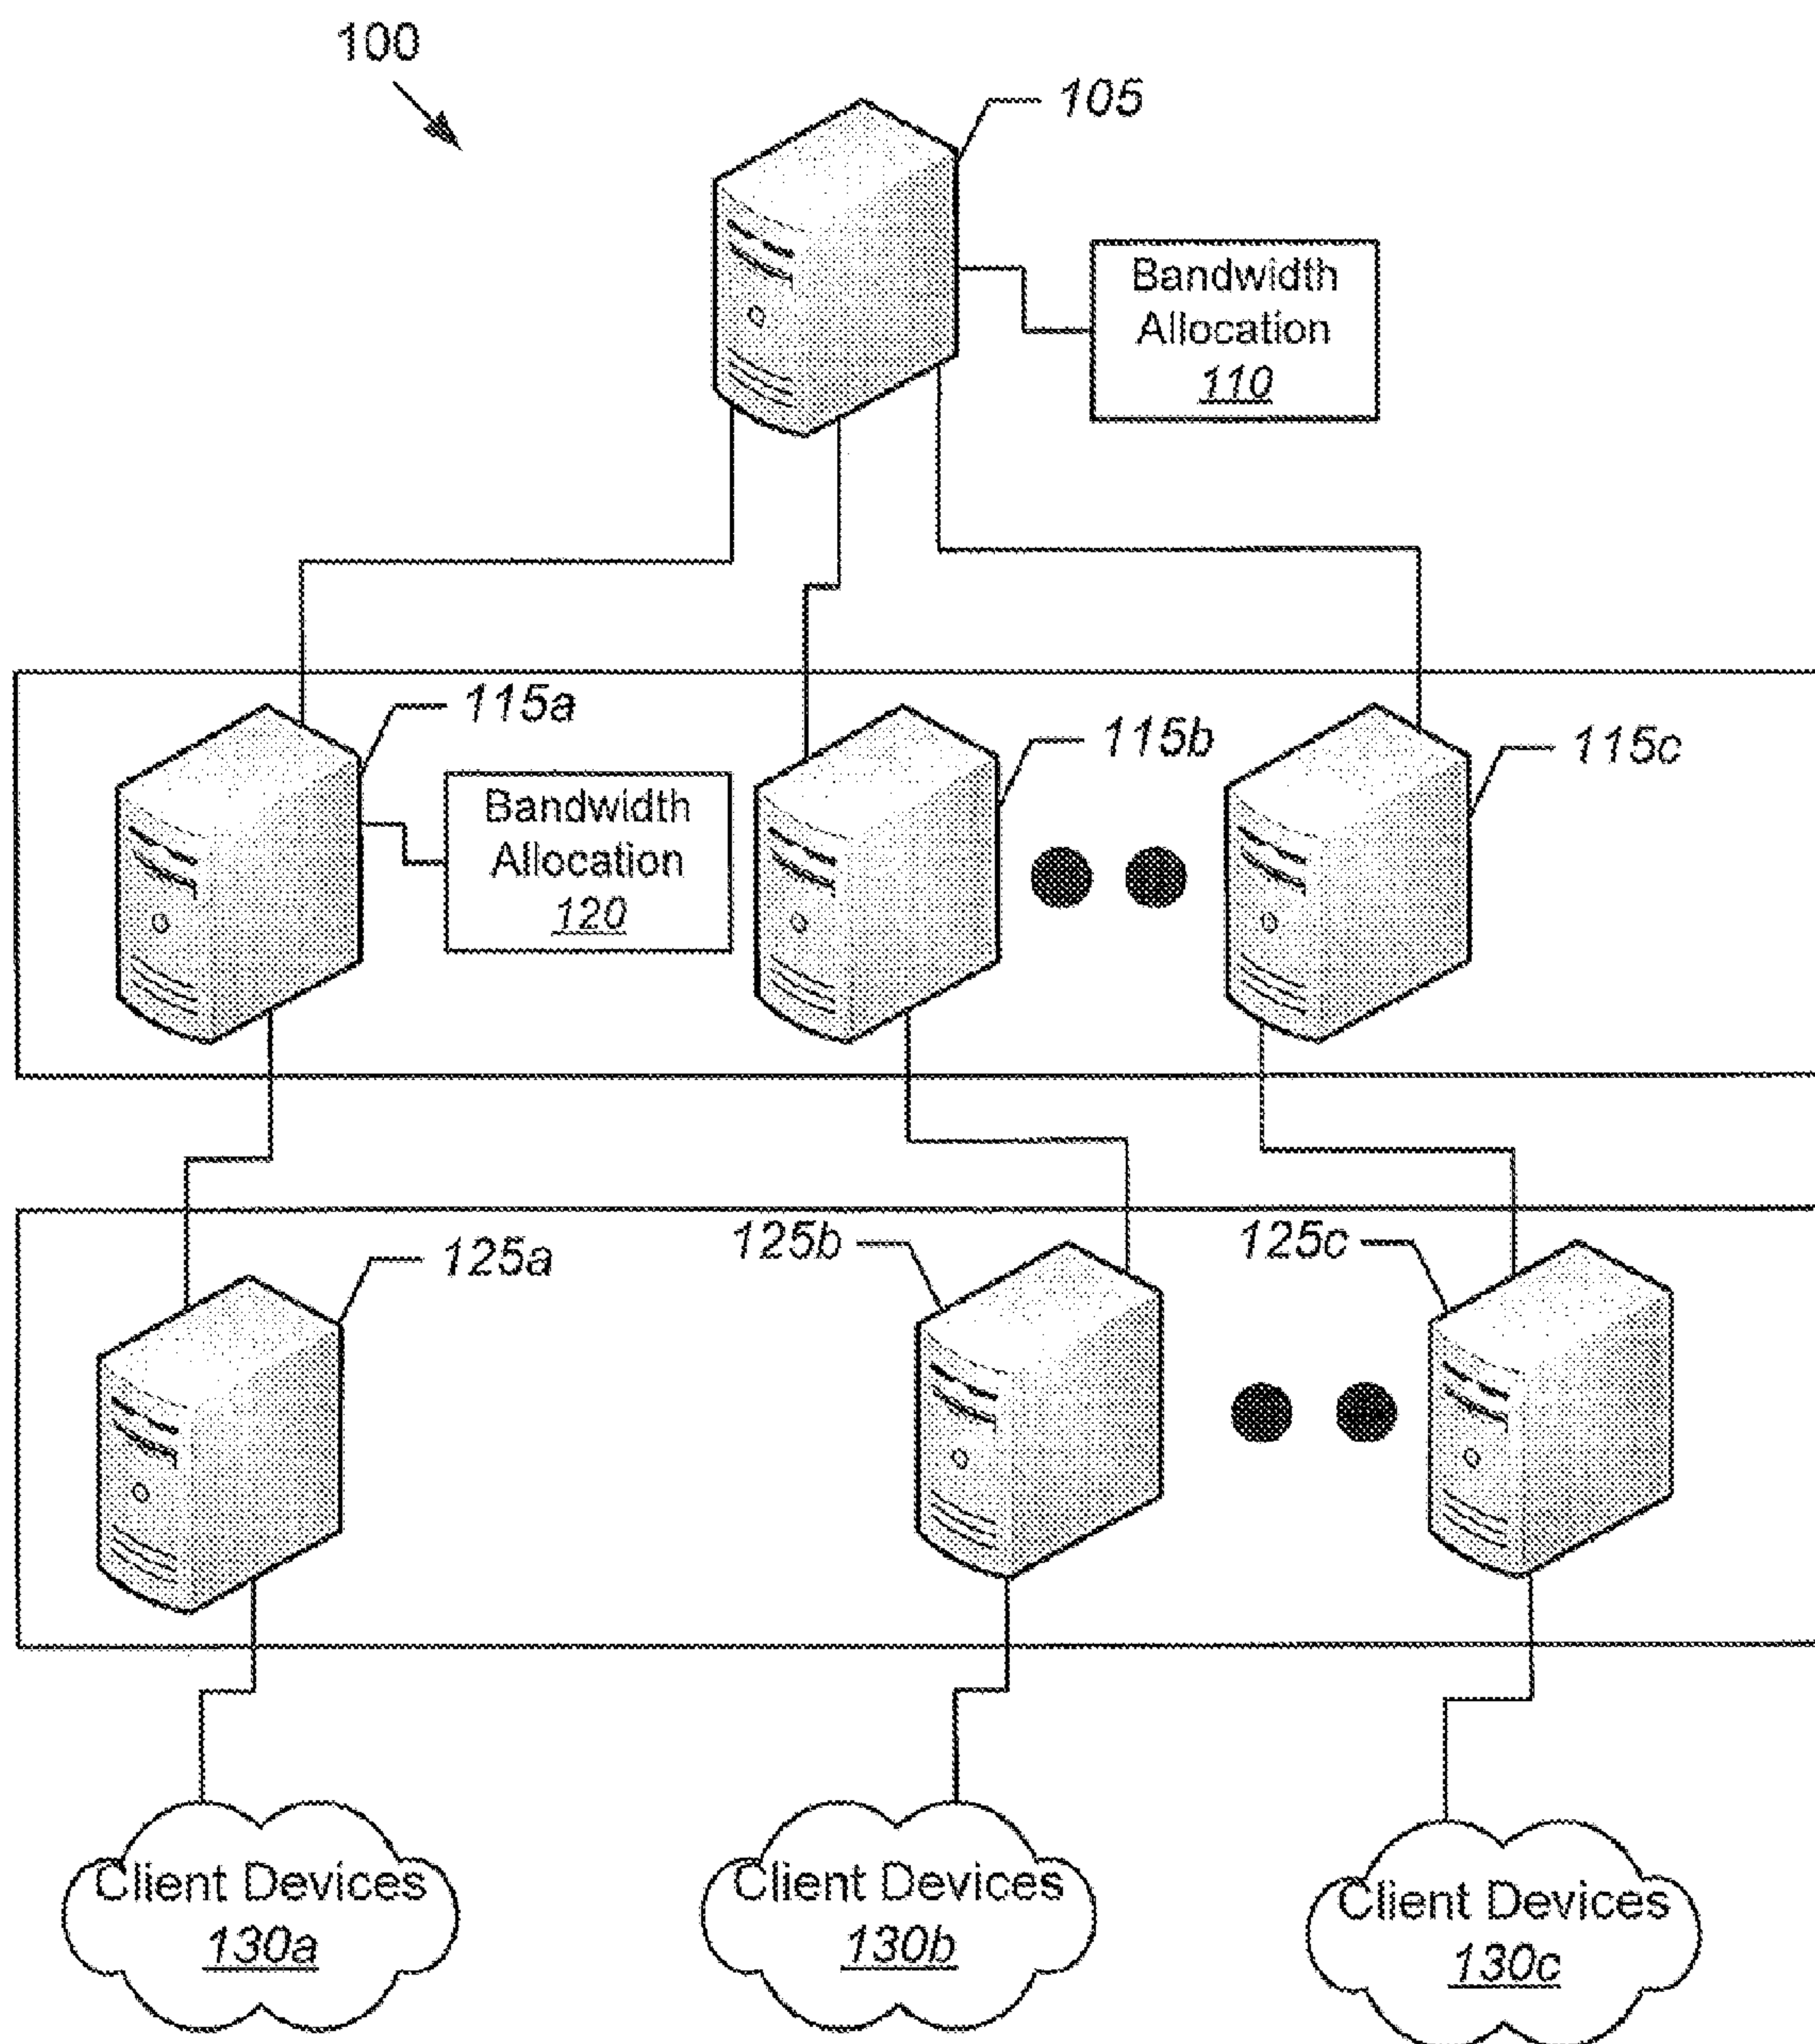 100
105
Bandwidth
Allocation
110
115a
115b
115c
Bandwidth
Allocation
120
125a
125b
125c
Client Devices
130a
Client Devices
130b
Client Devices
130c